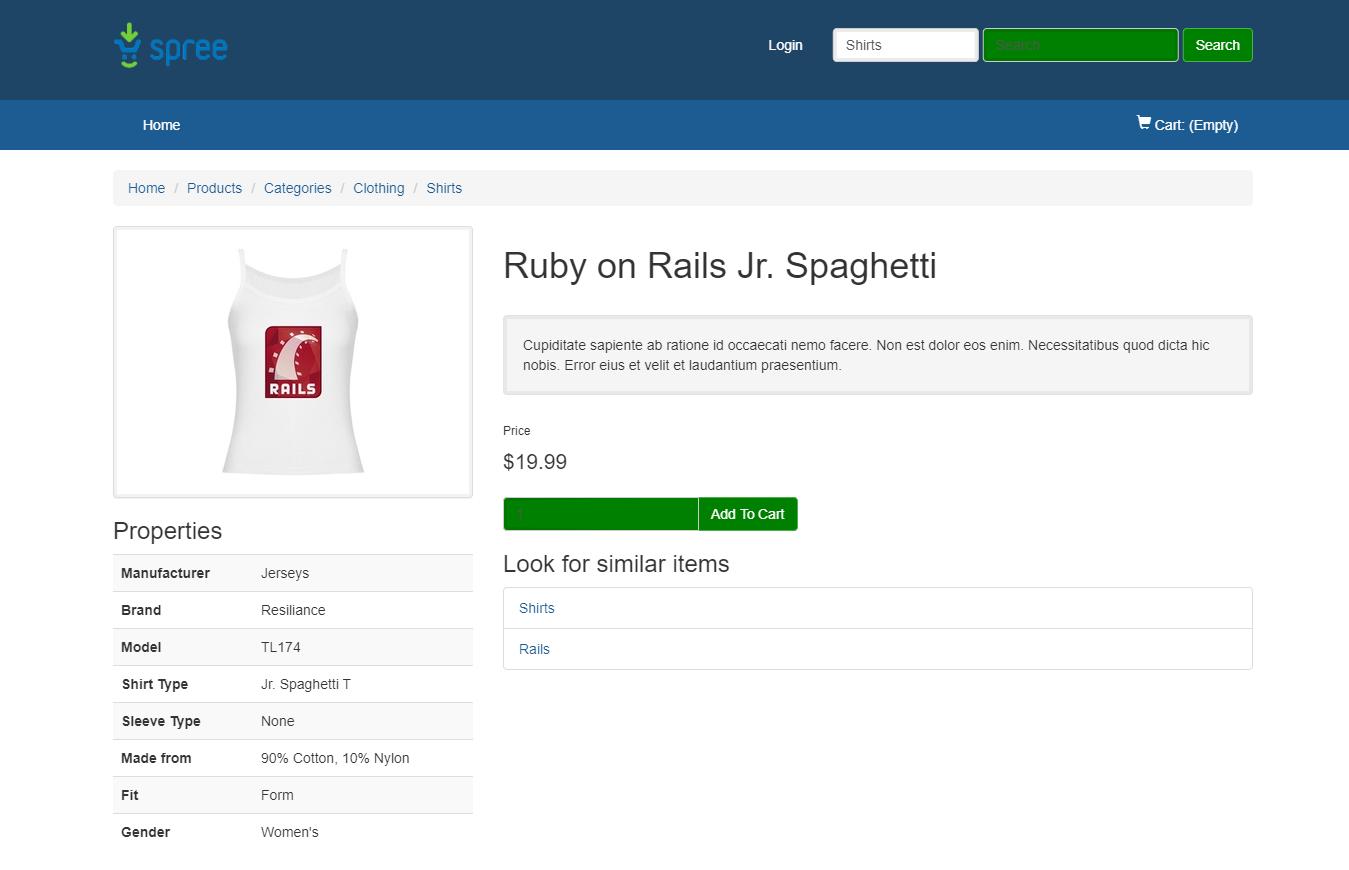 spree
Login Shirts Search Search
Home Cart: (Empty)
Home / Products / Categories / Clothing / Shirts
RAILS
Ruby on Rails Jr. Spaghetti
Cupiditate sapiente ab ratione id occaecati nemo facere. Non est dolor eos enim. Necessitatibus quod dicta hic
nobis. Error eius et velit et laudantium praesentium.
Price
$19.99
1 Add To Cart
Look for similar items
Shirts
Rails
Properties
Manufacturer Jerseys
Brand Resiliance
Model TL174
Shirt Type Jr. Spaghetti T
Sleeve Type None
Made from 90% Cotton, 10% Nylon
Fit Form
Gender Women's